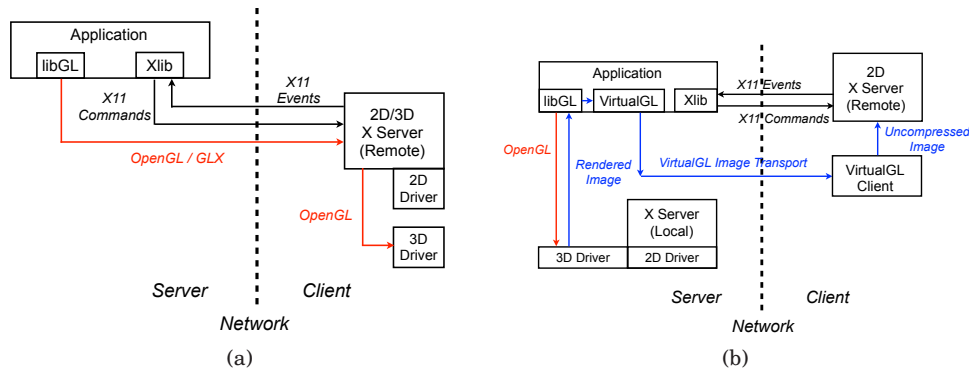 Application
libGL
Xlib
X11
Commands
X11
Events
OpenGL / GLX
2D/3D
X Server
(Remote)
2D
Driver
OpenGL
3D
Driver
Server
Client
Network
(a)
Application
libGL
VirtualGL
Xlib
X11 Events
X11 Commands
2D
X Server
(Remote)
Uncompressed
Image
OpenGL
Rendered
Image
VirtualGL Image Transport
VirtualGL
Client
X Server
(Local)
3D Driver
2D Driver
Server
Client
Network
(b)